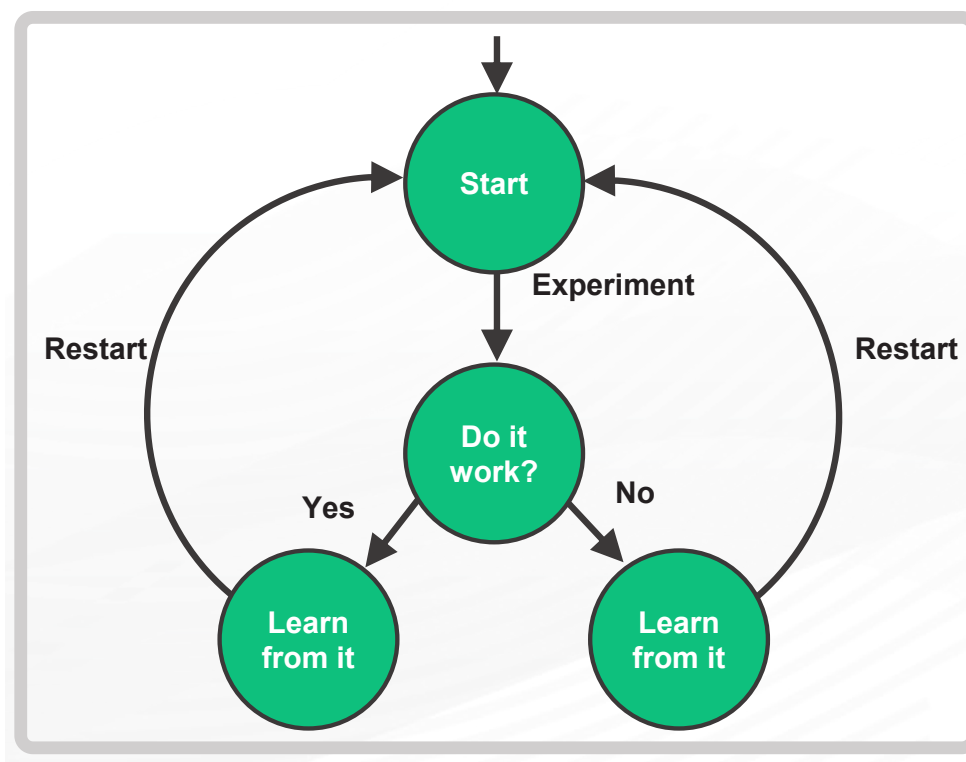 Start
Experiment
Restart
Restart
Do it
work?
Yes
No
Learn
from it
Learn
from it